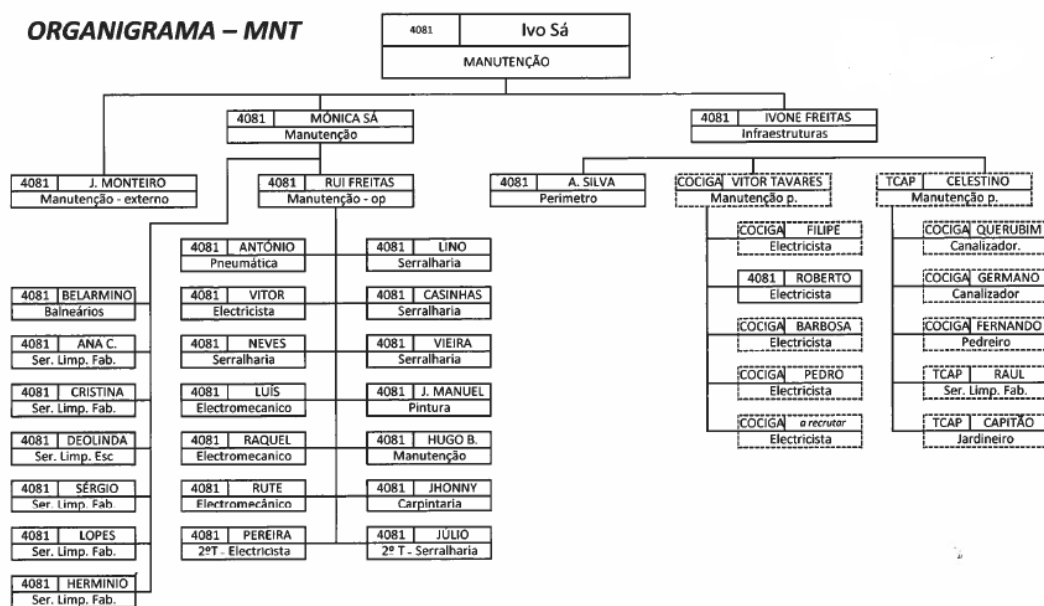 ORGANIGRAMA – MNT
4081 Ivo Sá
MANUTENÇÃO
4081 MÓNICA SÁ
Manutenção
4081 IVONE FREITAS
Infraestruturas
4081 J. MONTEIRO
Manutenção - externo
4081 RUI FREITAS
Manutenção - op
4081 A. SILVA
Perimetro
COCIGA VITOR TAVARES
Manutenção p.
TCAP CELESTINO
Manutenção p.
4081 BELARMINO
Balneários
4081 ANA C.
Ser. Limp. Fab.
4081 CRISTINA
Ser. Limp. Fab.
4081 DEOLINDA
Ser. Limp. Esc
4081 SÉRGIO
Ser. Limp. Fab.
4081 LOPES
Ser. Limp. Fab.
4081 HERMINIO
Ser. Limp. Fab.
4081 ANTÓNIO
Pneumática
4081 VITOR
Electricista
4081 NEVES
Serralharia
4081 LUÍS
Electromecanico
4081 RAQUEL
Electromecanico
4081 RUTE
Electromecânico
4081 PEREIRA
2ºT - Electricista
4081 LINO
Serralharia
4081 CASINHAS
Serralharia
4081 VIEIRA
Serralharia
4081 J. MANUEL
Pintura
4081 HUGO B.
Manutenção
4081 JHONNY
Carpintaria
4081 JÚLIO
2º T - Serralharia
COCIGA FILIPE
Electricista
4081 ROBERTO
Electricista
COCIGA BARBOSA
Electricista
COCIGA PEDRO
Electricista
COCIGA a recrutar
Electricista
COCIGA QUERUBIM
Canalizador.
COCIGA GERMANO
Canalizador
COCIGA FERNANDO
Pedreiro
TCAP RAUL
Ser. Limp. Fab.
TCAP CAPITÃO
Jardineiro